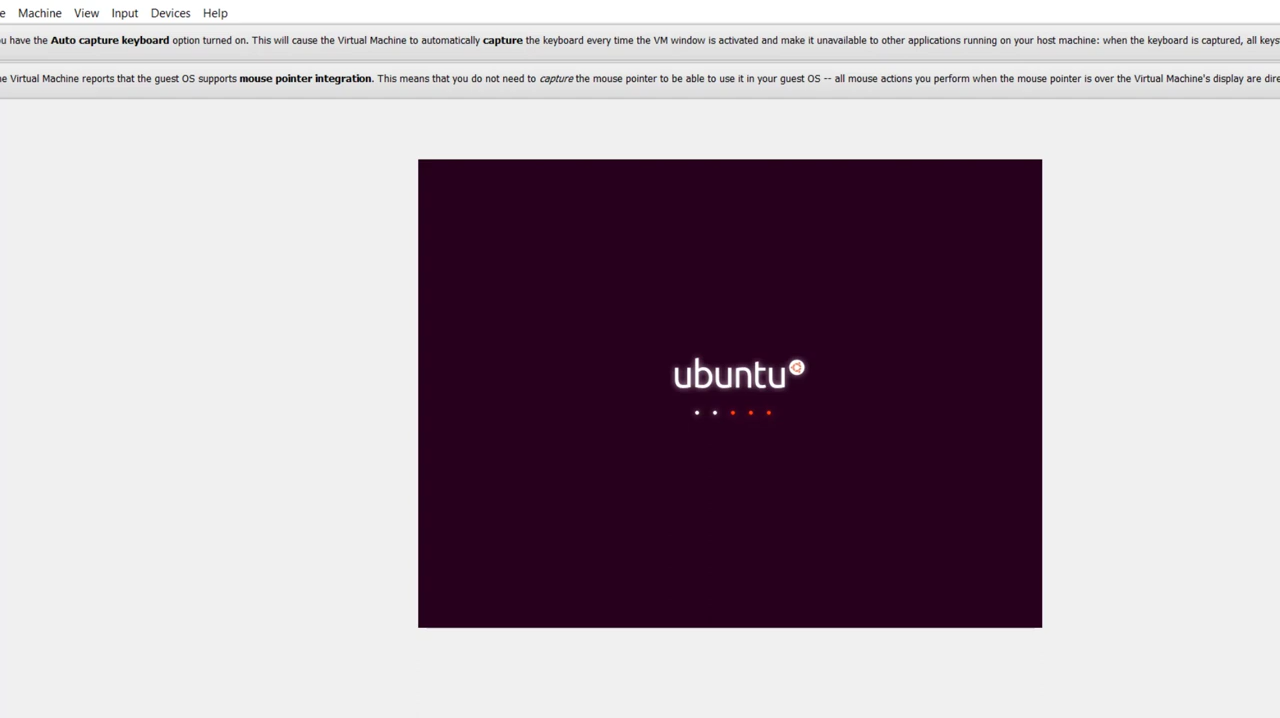 Machine View Input Devices Help
have the Auto capture keyboard option turned on. This will cause the Virtual Machine to automatically capture the keyboard every time the VM window is activated and make it unavailable to other applications running on your host machine: when the keyboard is captured, all
Virtual Machine reports that the guest OS supports mouse pointer integration. This means that you do not need to capture the mouse pointer to be able to use it in your guest OS -- all mouse actions you perform when the mouse pointer is over the Virtual Machine's display are
ubuntu